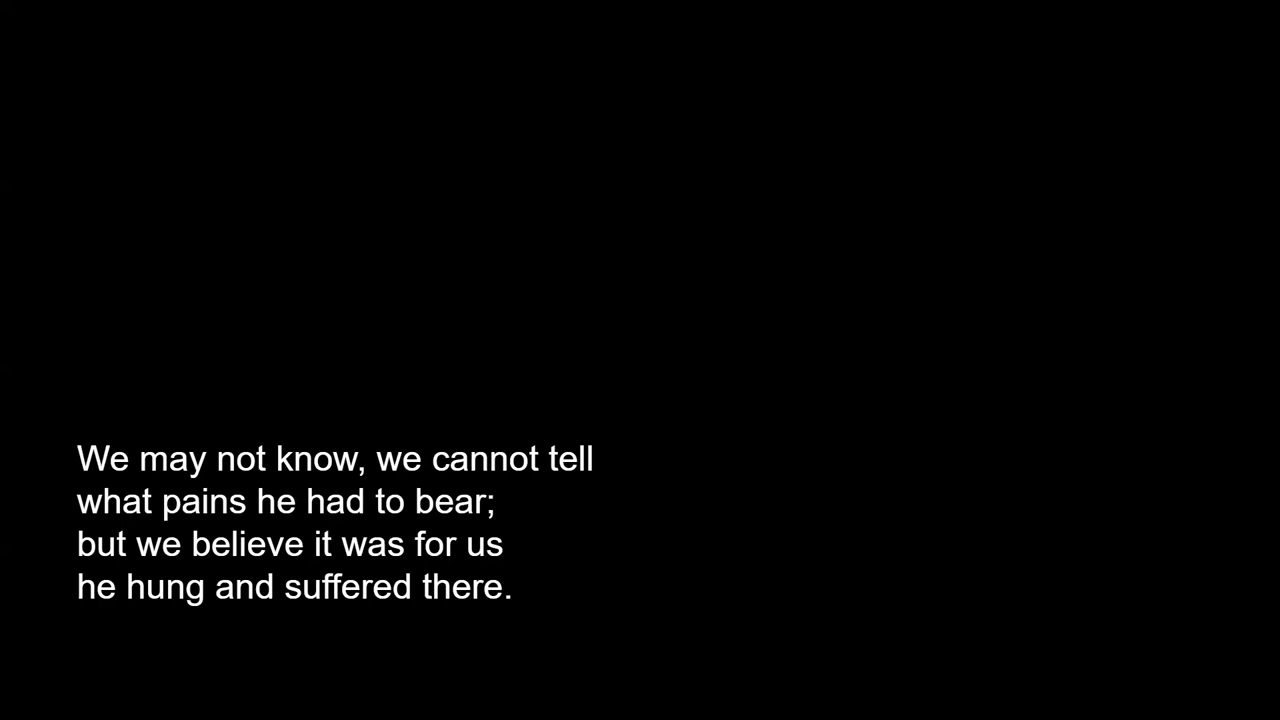 We may not know, we cannot tell
what pains he had to bear;
but we believe it was for us
he hung and suffered there.